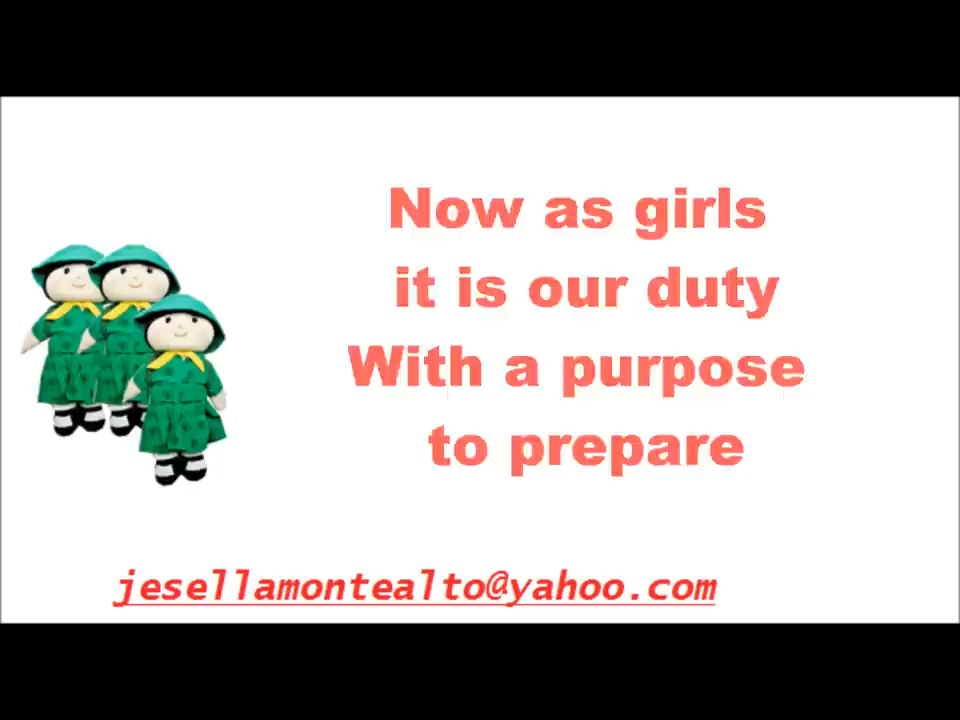 Now as girls
it is our duty
With a purpose
to prepare
jesellamontealto@yahoo.com